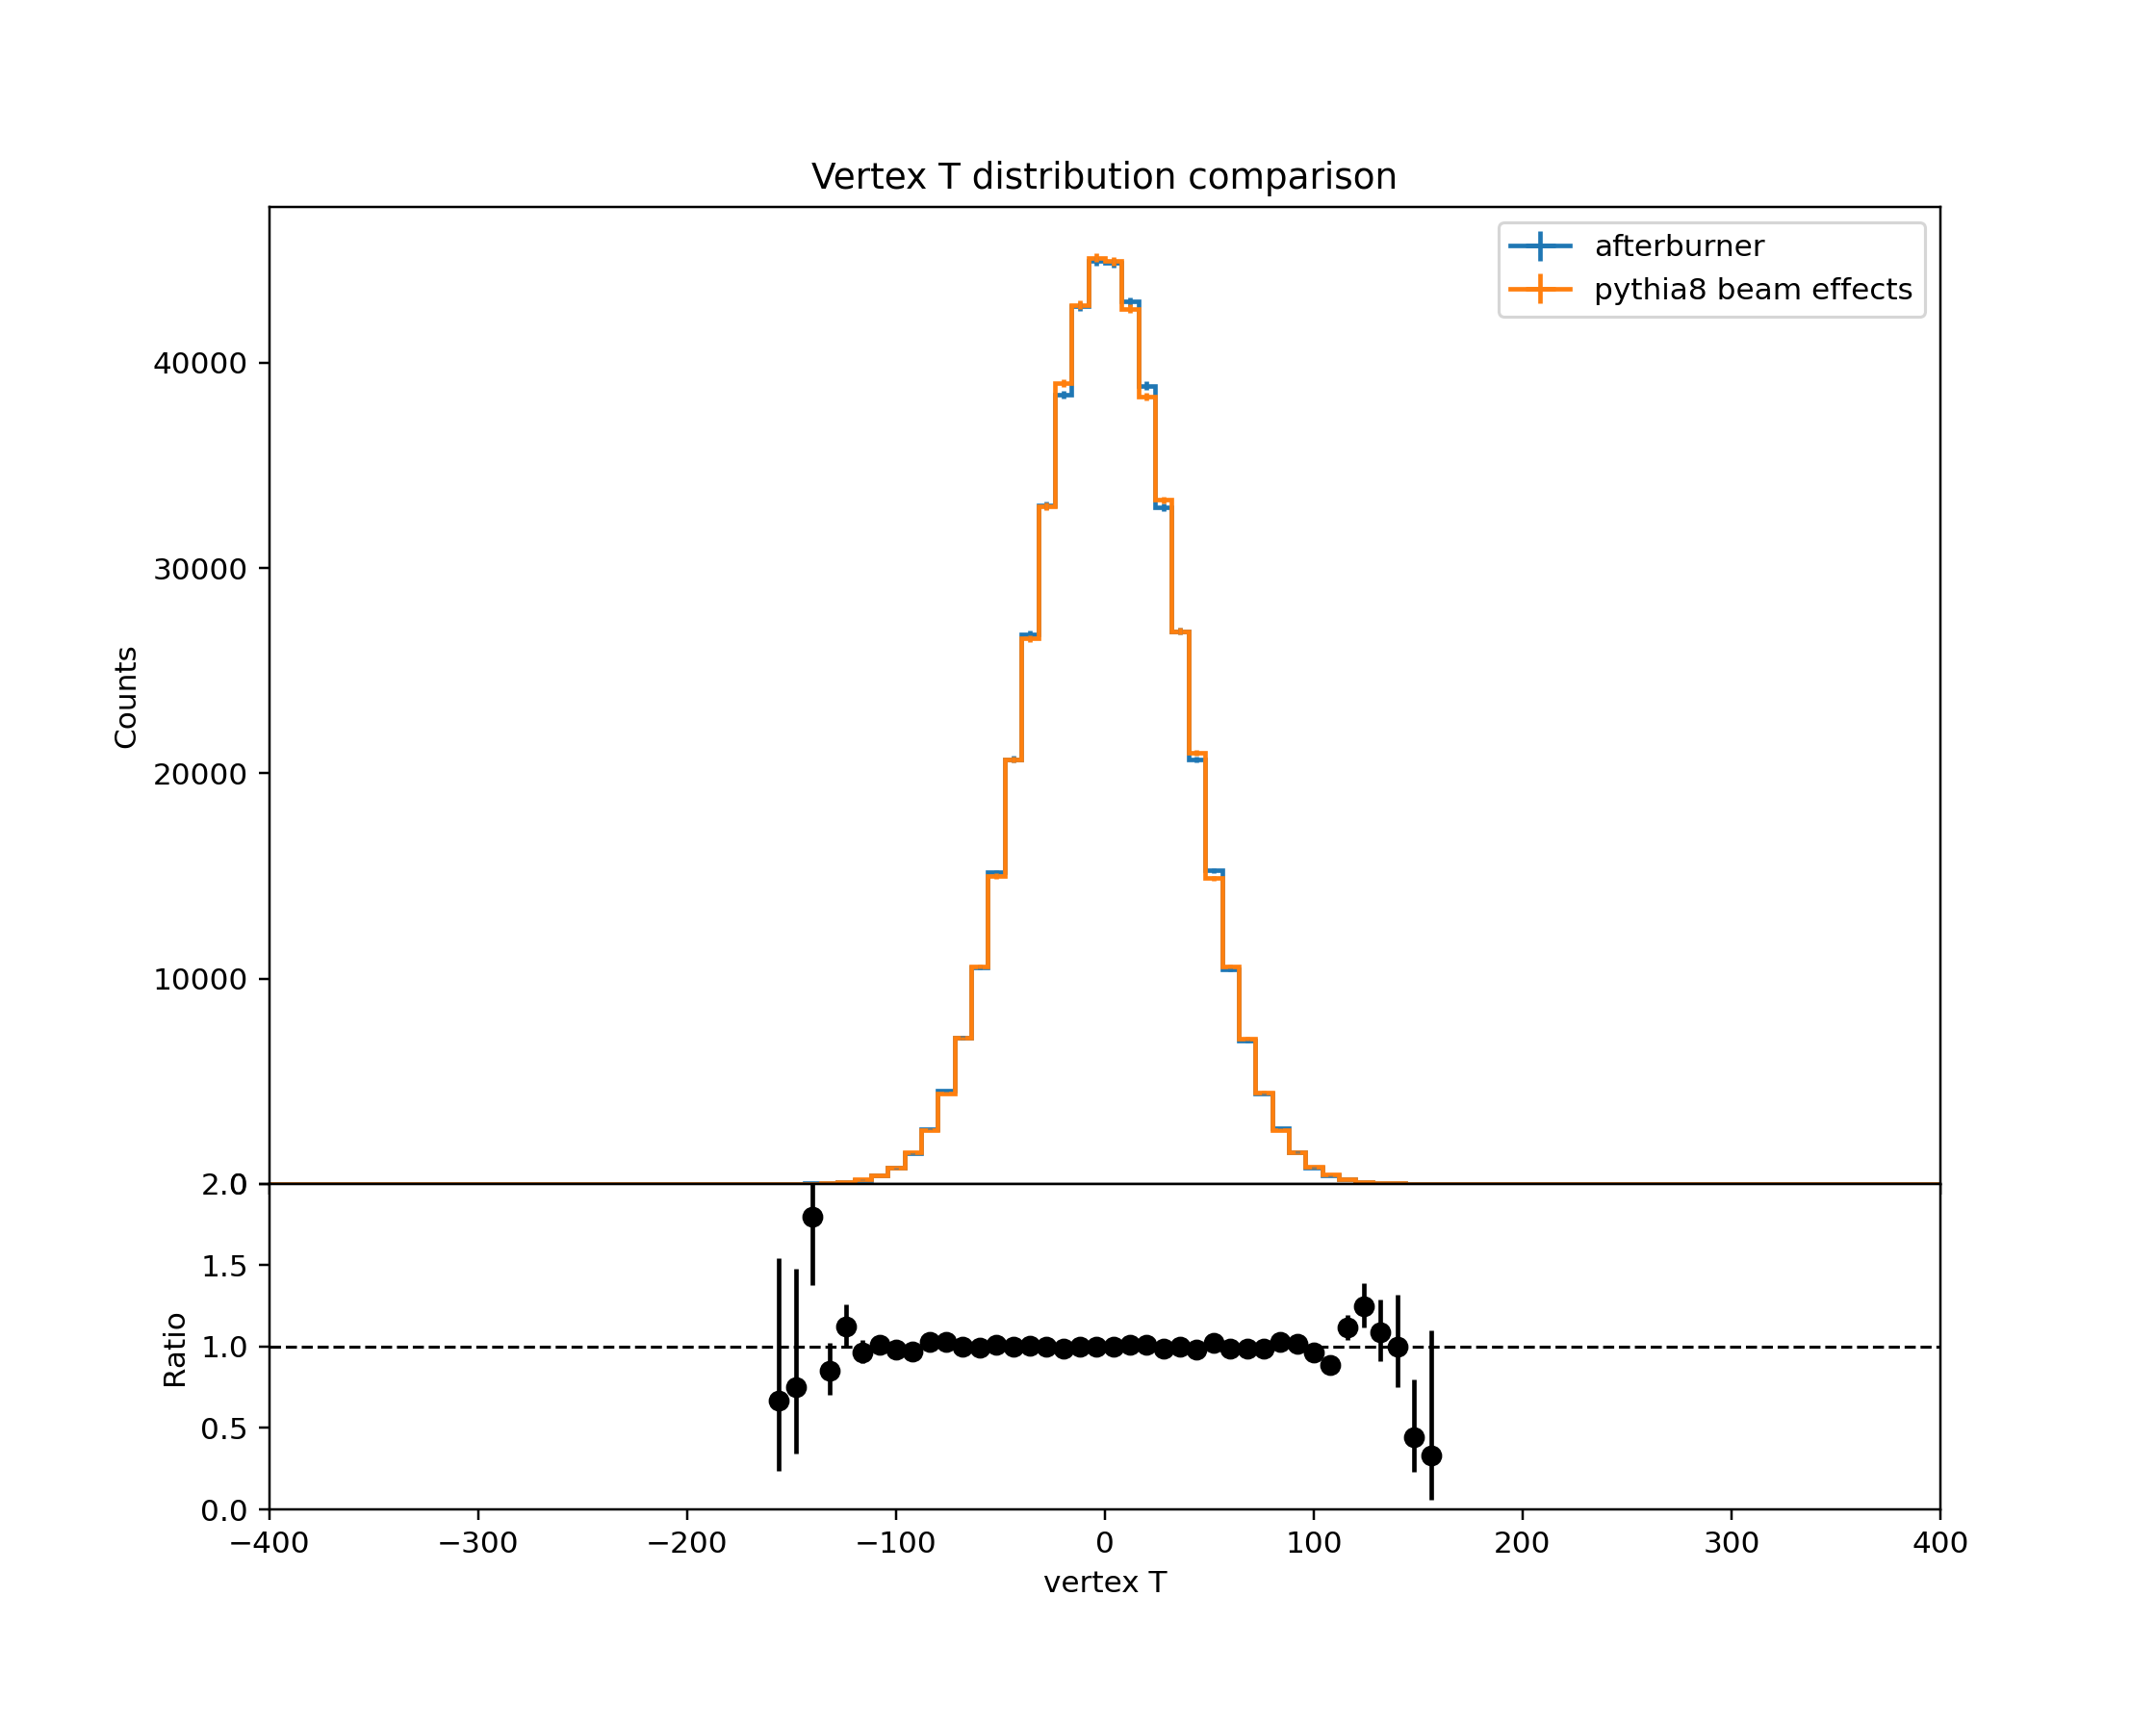 Vertex T distribution comparison
afterburner
pythia8 beam effects
40000
30000
20000
10000
Counts
2.0
1.5
1.0
0.5
0.0
Ratio
−400 −300 −200 −100 0 100 200 300 400
vertex T